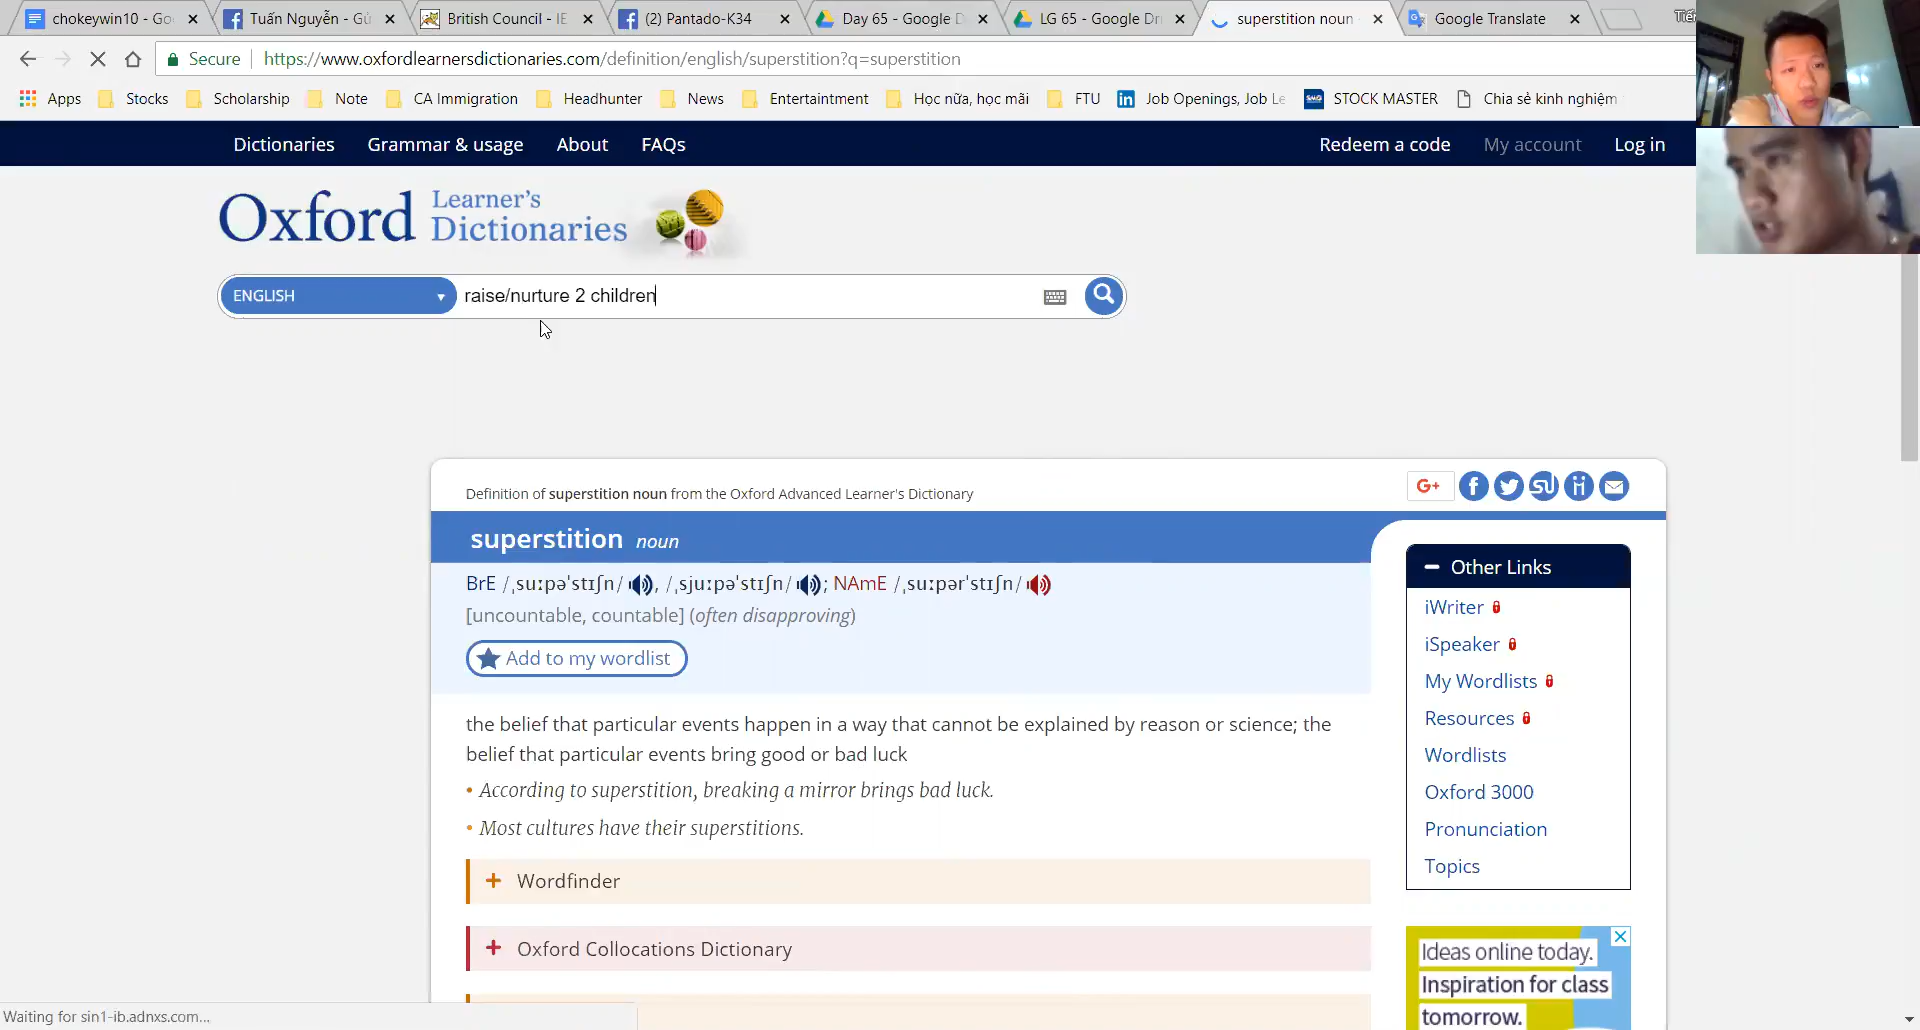 chokeywin10 - Go
Tuấn Nguyễn - Gử
British Council - IE
(2) Pantado-K34
Day 65 - Google D
LG 65 - Google Dri
superstition noun
Google Translate
Secure
https://www.oxfordlearnersdictionaries.com/definition/english/superstition?q=superstition
Apps
Stocks
Scholarship
Note
CA Immigration
Headhunter
News
Entertaintment
Học nữa, học mãi
FTU
Job Openings, Job Le
STOCK MASTER
Chia sẻ kinh nghiệm
Dictionaries
Grammar & usage
About
FAQs
Redeem a code
My account
Log in
Oxford Learner's Dictionaries
ENGLISH
raise/nurture 2 children
Definition of superstition noun from the Oxford Advanced Learner's Dictionary
G+
superstition noun
BrE /ˌsuːpəˈstɪʃn/, /ˌsjuːpəˈstɪʃn/; NAmE /ˌsuːpərˈstɪʃn/
[uncountable, countable] (often disapproving)
Add to my wordlist
the belief that particular events happen in a way that cannot be explained by reason or science; the
belief that particular events bring good or bad luck
• According to superstition, breaking a mirror brings bad luck.
• Most cultures have their superstitions.
+ Wordfinder
+ Oxford Collocations Dictionary
Other Links
iWriter
iSpeaker
My Wordlists
Resources
Wordlists
Oxford 3000
Pronunciation
Topics
Ideas online today.
Inspiration for class
tomorrow.
Waiting for sin1-ib.adnxs.com...